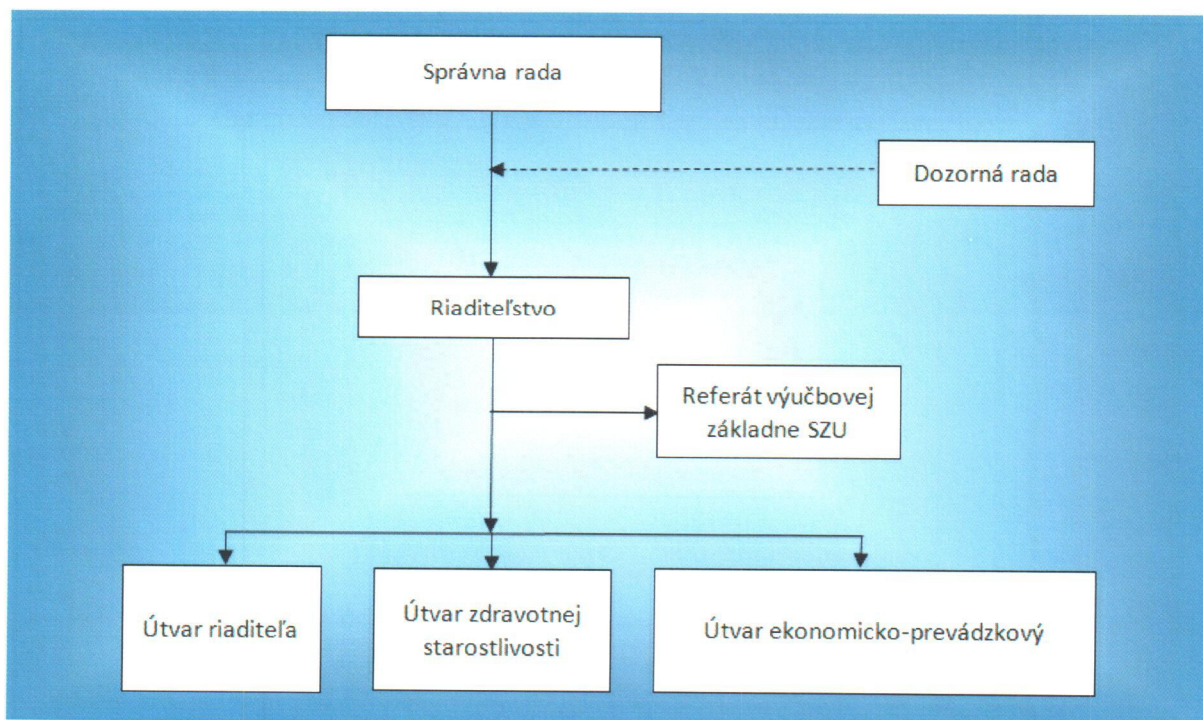 Správna rada
Dozorná rada
Riaditeľstvo
Referát výučbovej
základne SZU
Útvar riaditeľa
Útvar zdravotnej
starostlivosti
Útvar ekonomicko-prevádzkový